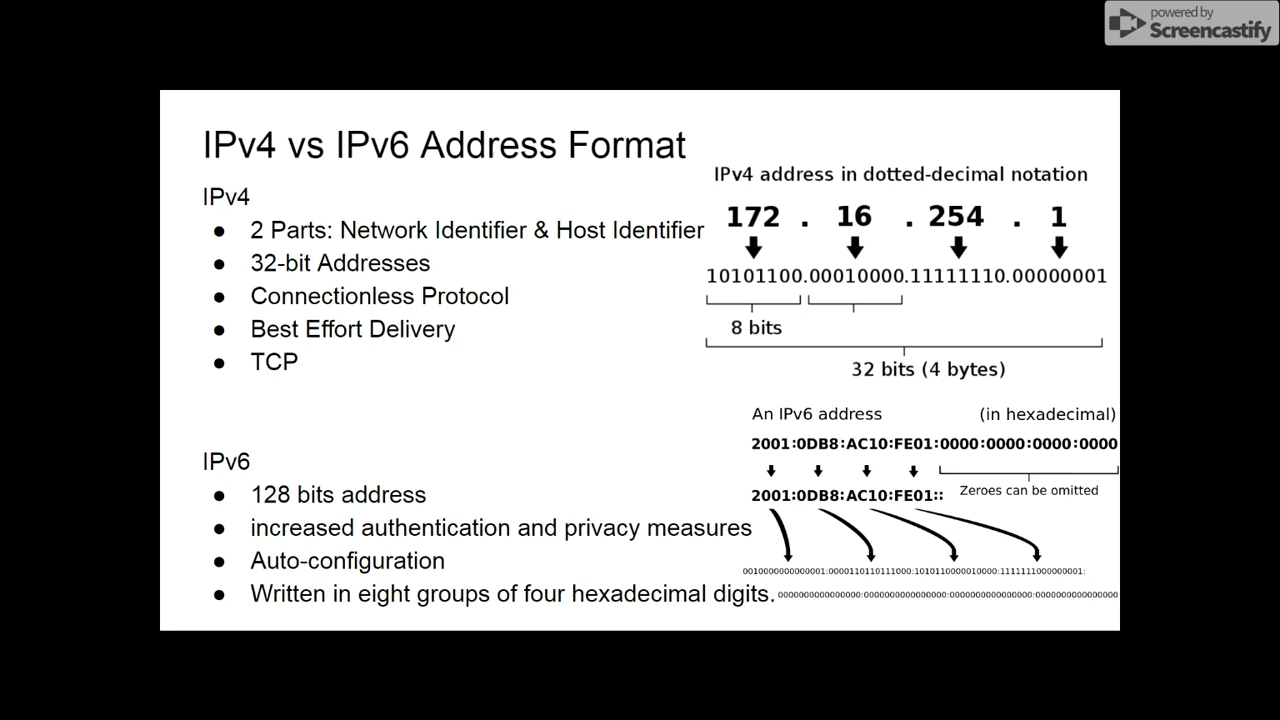 powered by
Screencastify
IPv4 vs IPv6 Address Format
IPv4
● 2 Parts: Network Identifier & Host Identifier
● 32-bit Addresses
● Connectionless Protocol
● Best Effort Delivery
● TCP
IPv4 address in dotted-decimal notation
172 . 16 . 254 . 1
10101100.00010000.11111110.00000001
8 bits
32 bits (4 bytes)
IPv6
● 128 bits address
● increased authentication and privacy measures
● Auto-configuration
● Written in eight groups of four hexadecimal digits.
An IPv6 address (in hexadecimal)
2001:0DB8:AC10:FE01:0000:0000:0000:0000
2001:0DB8:AC10:FE01:: Zeroes can be omitted